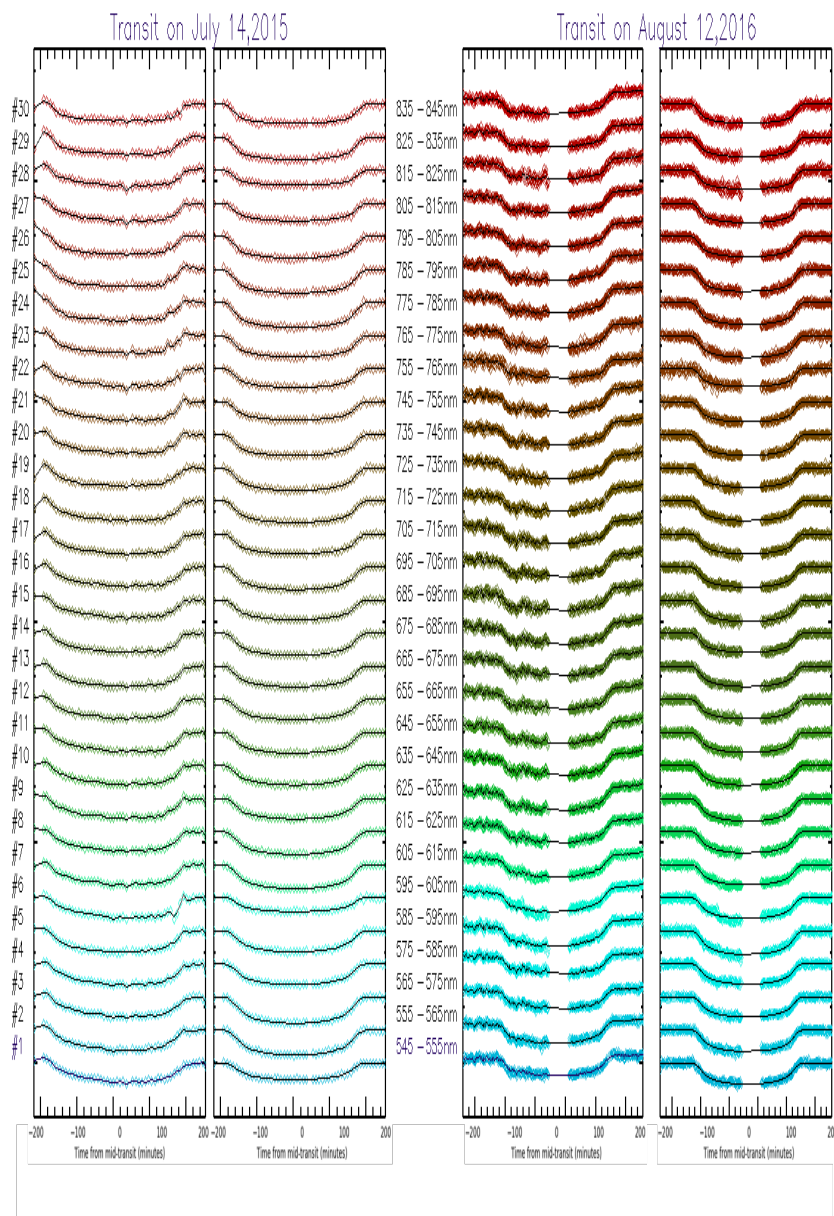 Transit on July 14,2015 Transit on August 12,2016
#30 835 -845nm
#29 825 -835nm
#28 815 -825nm
#27 805 -815nm
#26 795 -805nm
#25 785 -795nm
#24 775 -785nm
#23 765 -775nm
#22 755 -765nm
#21 745 -755nm
#20 735 -745nm
#19 725 -735nm
#18 715 -725nm
#17 705 -715nm
#16 695 -705nm
#15 685 -695nm
#14 675 -685nm
#13 665 -675nm
#12 655 -665nm
#11 645 -655nm
#10 635 -645nm
#9 625 -635nm
#8 615 -625nm
#7 605 -615nm
#6 595 -605nm
#5 585 -595nm
#4 575 -585nm
#3 565 -575nm
#2 555 -565nm
#1 545 -555nm
-200 -100 0 100 200 -200 -100 0 100 200 -200 -100 0 100 200 -200 -100 0 100 20
Time from mid-transit (minutes) Time from mid-transit (minutes) Time from mid-transit (minutes) Time from mid-transit (minutes)